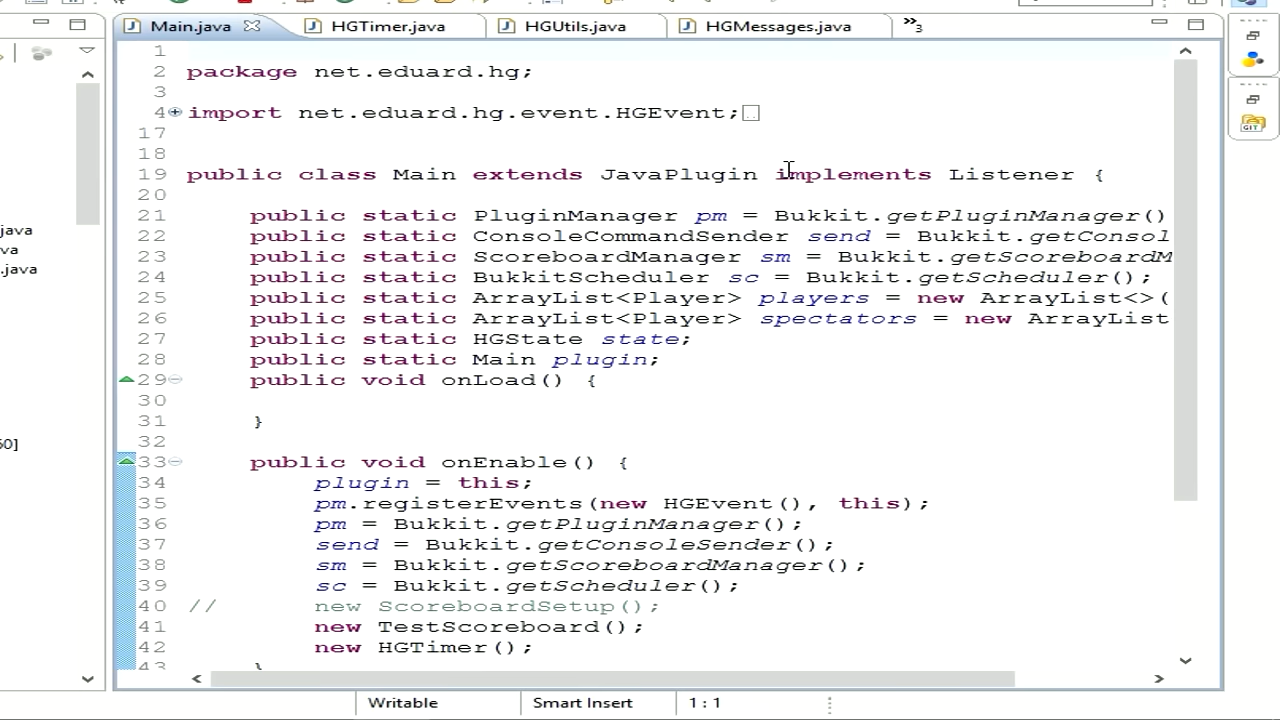 Main.java
HGTimer.java
HGUtils.java
HGMessages.java
»3
java
va
.java
60]
1
2 package net.eduard.hg;
3
4 import net.eduard.hg.event.HGEvent;
17
18
19 public class Main extends JavaPlugin implements Listener {
20
21 public static PluginManager pm = Bukkit.getPluginManager()
22 public static ConsoleCommandSender send = Bukkit.getConsol
23 public static ScoreboardManager sm = Bukkit.getScoreboardM
24 public static BukkitScheduler sc = Bukkit.getScheduler();
25 public static ArrayList<Player> players = new ArrayList<>(
26 public static ArrayList<Player> spectators = new ArrayList
27 public static HGState state;
28 public static Main plugin;
29 public void onLoad() {
30
31 }
32
33 public void onEnable() {
34 plugin = this;
35 pm.registerEvents(new HGEvent(), this);
36 pm = Bukkit.getPluginManager();
37 send = Bukkit.getConsoleSender();
38 sm = Bukkit.getScoreboardManager();
39 sc = Bukkit.getScheduler();
40 // new ScoreboardSetup();
41 new TestScoreboard();
42 new HGTimer();
43 }
GIT
Writable
Smart Insert
1 : 1